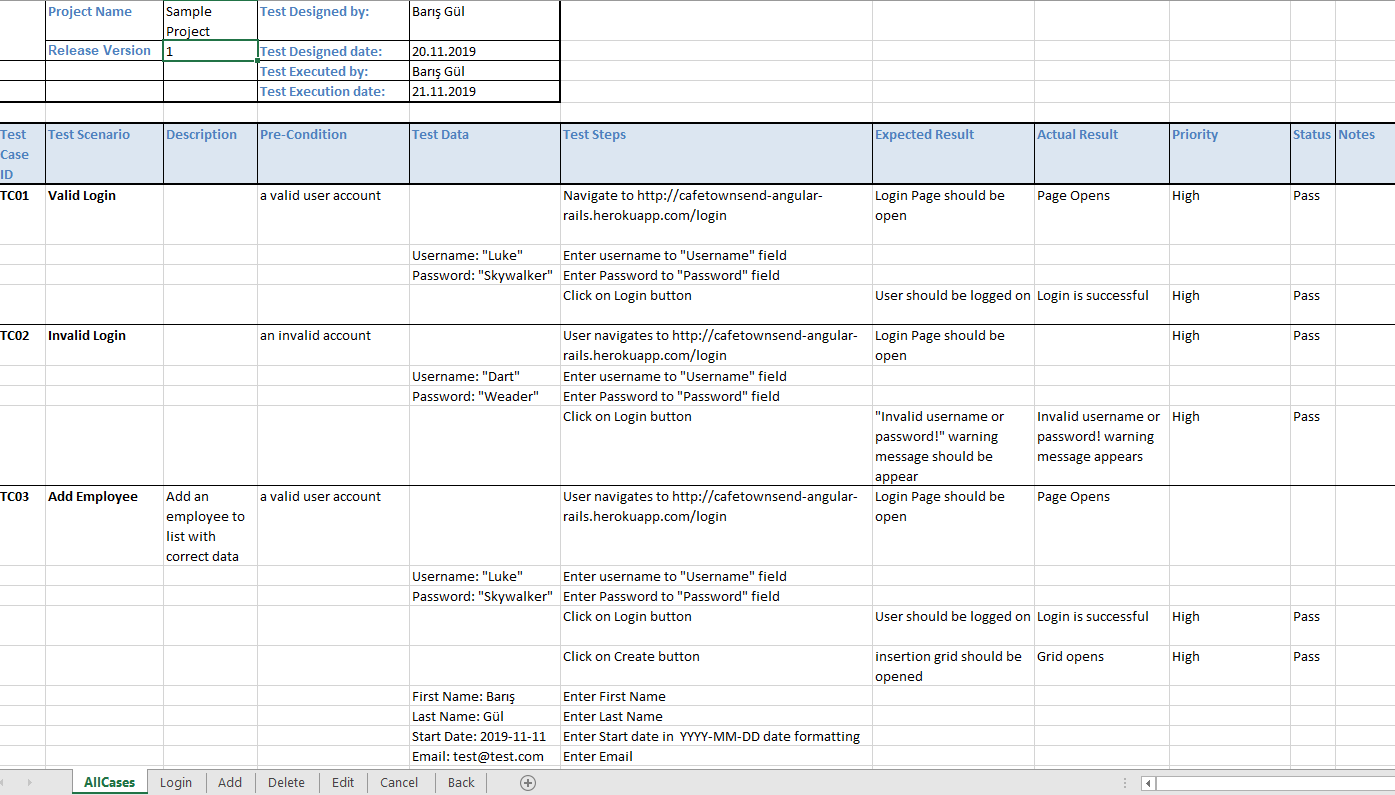 Project Name Sample Test Designed by: Barış Gül
Project
Release Version 1 Test Designed date: 20.11.2019
Test Executed by: Barış Gül
Test Execution date: 21.11.2019
Test Test Scenario Description Pre-Condition Test Data Test Steps Expected Result Actual Result Priority Status Notes
Case
ID
TC01 Valid Login a valid user account Navigate to http://cafetownsend-angular- Login Page should be Page Opens High Pass
rails.herokuapp.com/login open
Username: "Luke" Enter username to "Username" field
Password: "Skywalker" Enter Password to "Password" field
Click on Login button User should be logged on Login is successful High Pass
TC02 Invalid Login an invalid account User navigates to http://cafetownsend-angular- Login Page should be High Pass
rails.herokuapp.com/login open
Username: "Dart" Enter username to "Username" field
Password: "Weader" Enter Password to "Password" field
Click on Login button "Invalid username or Invalid username or High Pass
password!" warning password! warning
message should be message appears
appear
TC03 Add Employee Add an a valid user account User navigates to http://cafetownsend-angular- Login Page should be Page Opens
employee to rails.herokuapp.com/login open
list with
correct data
Username: "Luke" Enter username to "Username" field
Password: "Skywalker" Enter Password to "Password" field
Click on Login button User should be logged on Login is successful High Pass
Click on Create button insertion grid should be Grid opens High Pass
opened
First Name: Barış Enter First Name
Last Name: Gül Enter Last Name
Start Date: 2019-11-11 Enter Start date in YYYY-MM-DD date formatting
Email: test@test.com Enter Email
AllCases Login Add Delete Edit Cancel Back